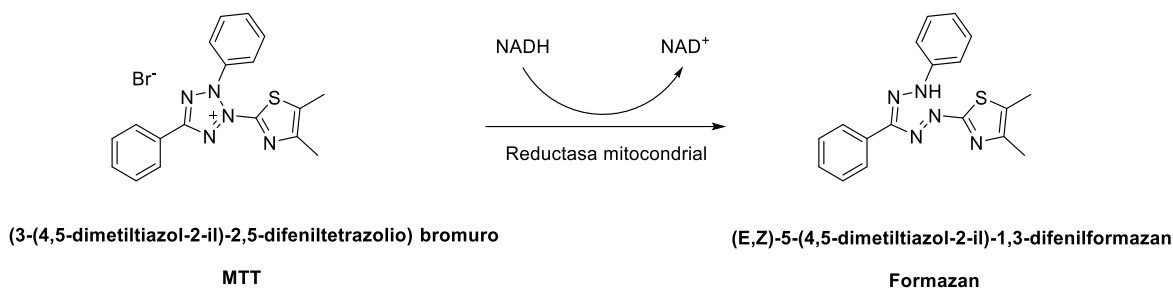 NADH
NAD+
Br-
N
N
N
+
N
S
N
Reductasa mitocondrial
N
NH
N
N
S
N
(3-(4,5-dimetiltiazol-2-il)-2,5-difeniltetrazolio) bromuro
MTT
(E,Z)-5-(4,5-dimetiltiazol-2-il)-1,3-difenilformazan
Formazan